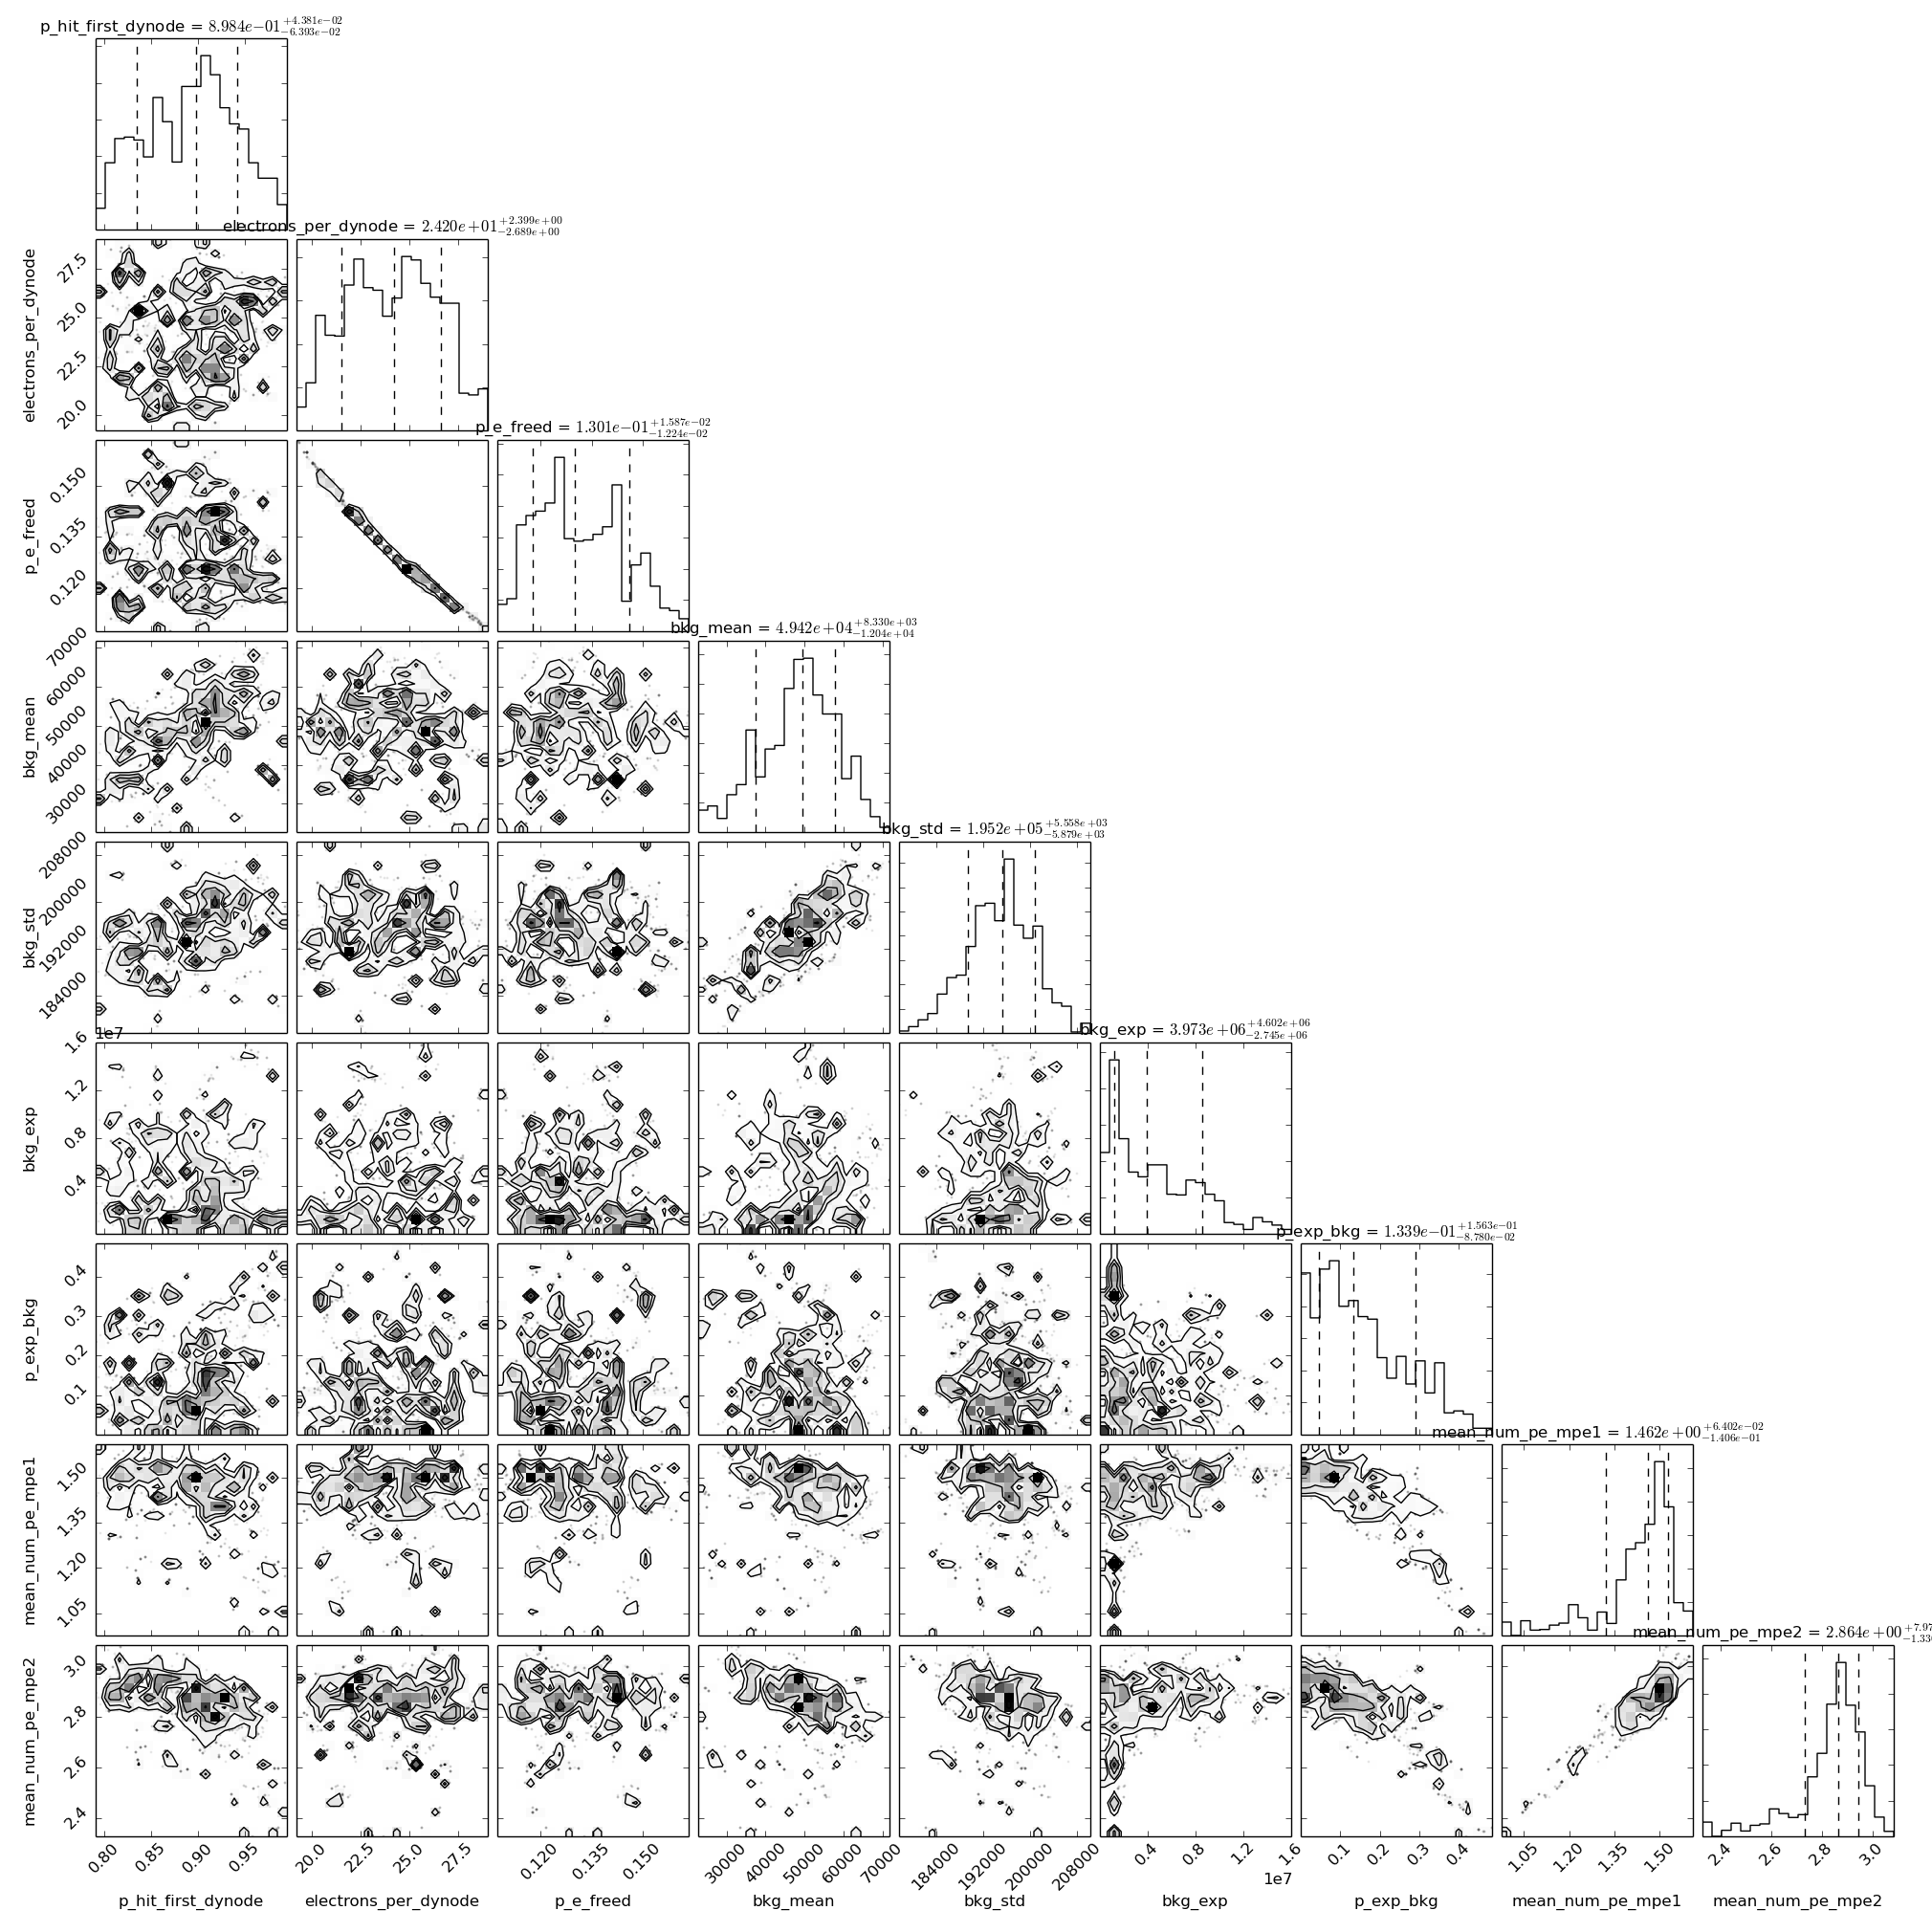 p_hit_first_dynode = 8.984e−01 +4.381e−02 −6.393e−02
electrons_per_dynode = 2.420e+01 +2.399e+00 −2.689e+00
27.5
25.0
22.5
20.0
electrons_per_dynode
p_e_freed = 1.301e−01 +1.587e−02 −1.224e−02
0.150
0.135
0.120
p_e_freed
bkg_mean = 4.942e+04 +8.330e+03 −1.204e+04
70000
60000
50000
40000
30000
bkg_mean
bkg_std = 1.952e+05 +5.558e+03 −5.879e+03
208000
200000
192000
184000
bkg_std
1e7
bkg_exp = 3.973e+06 +4.602e+06 −2.745e+06
1.6
1.2
0.8
0.4
bkg_exp
p_exp_bkg = 1.339e−01 +1.563e−01 −8.780e−02
0.4
0.3
0.2
0.1
p_exp_bkg
mean_num_pe_mpe1 = 1.462e+00 +6.402e−02 −1.406e−01
1.50
1.35
1.20
1.05
mean_num_pe_mpe1
mean_num_pe_mpe2 = 2.864e+00 +7.97 −1.33
3.0
2.8
2.6
2.4
mean_num_pe_mpe2
0.80 0.85 0.90 0.95
20.0 22.5 25.0 27.5
0.120 0.135 0.150
30000 40000 50000 60000 70000
184000 192000 200000 208000
0.4 0.8 1.2 1.6
1e7
0.1 0.2 0.3 0.4
1.05 1.20 1.35 1.50
2.4 2.6 2.8 3.0
p_hit_first_dynode
electrons_per_dynode
p_e_freed
bkg_mean
bkg_std
bkg_exp
p_exp_bkg
mean_num_pe_mpe1
mean_num_pe_mpe2